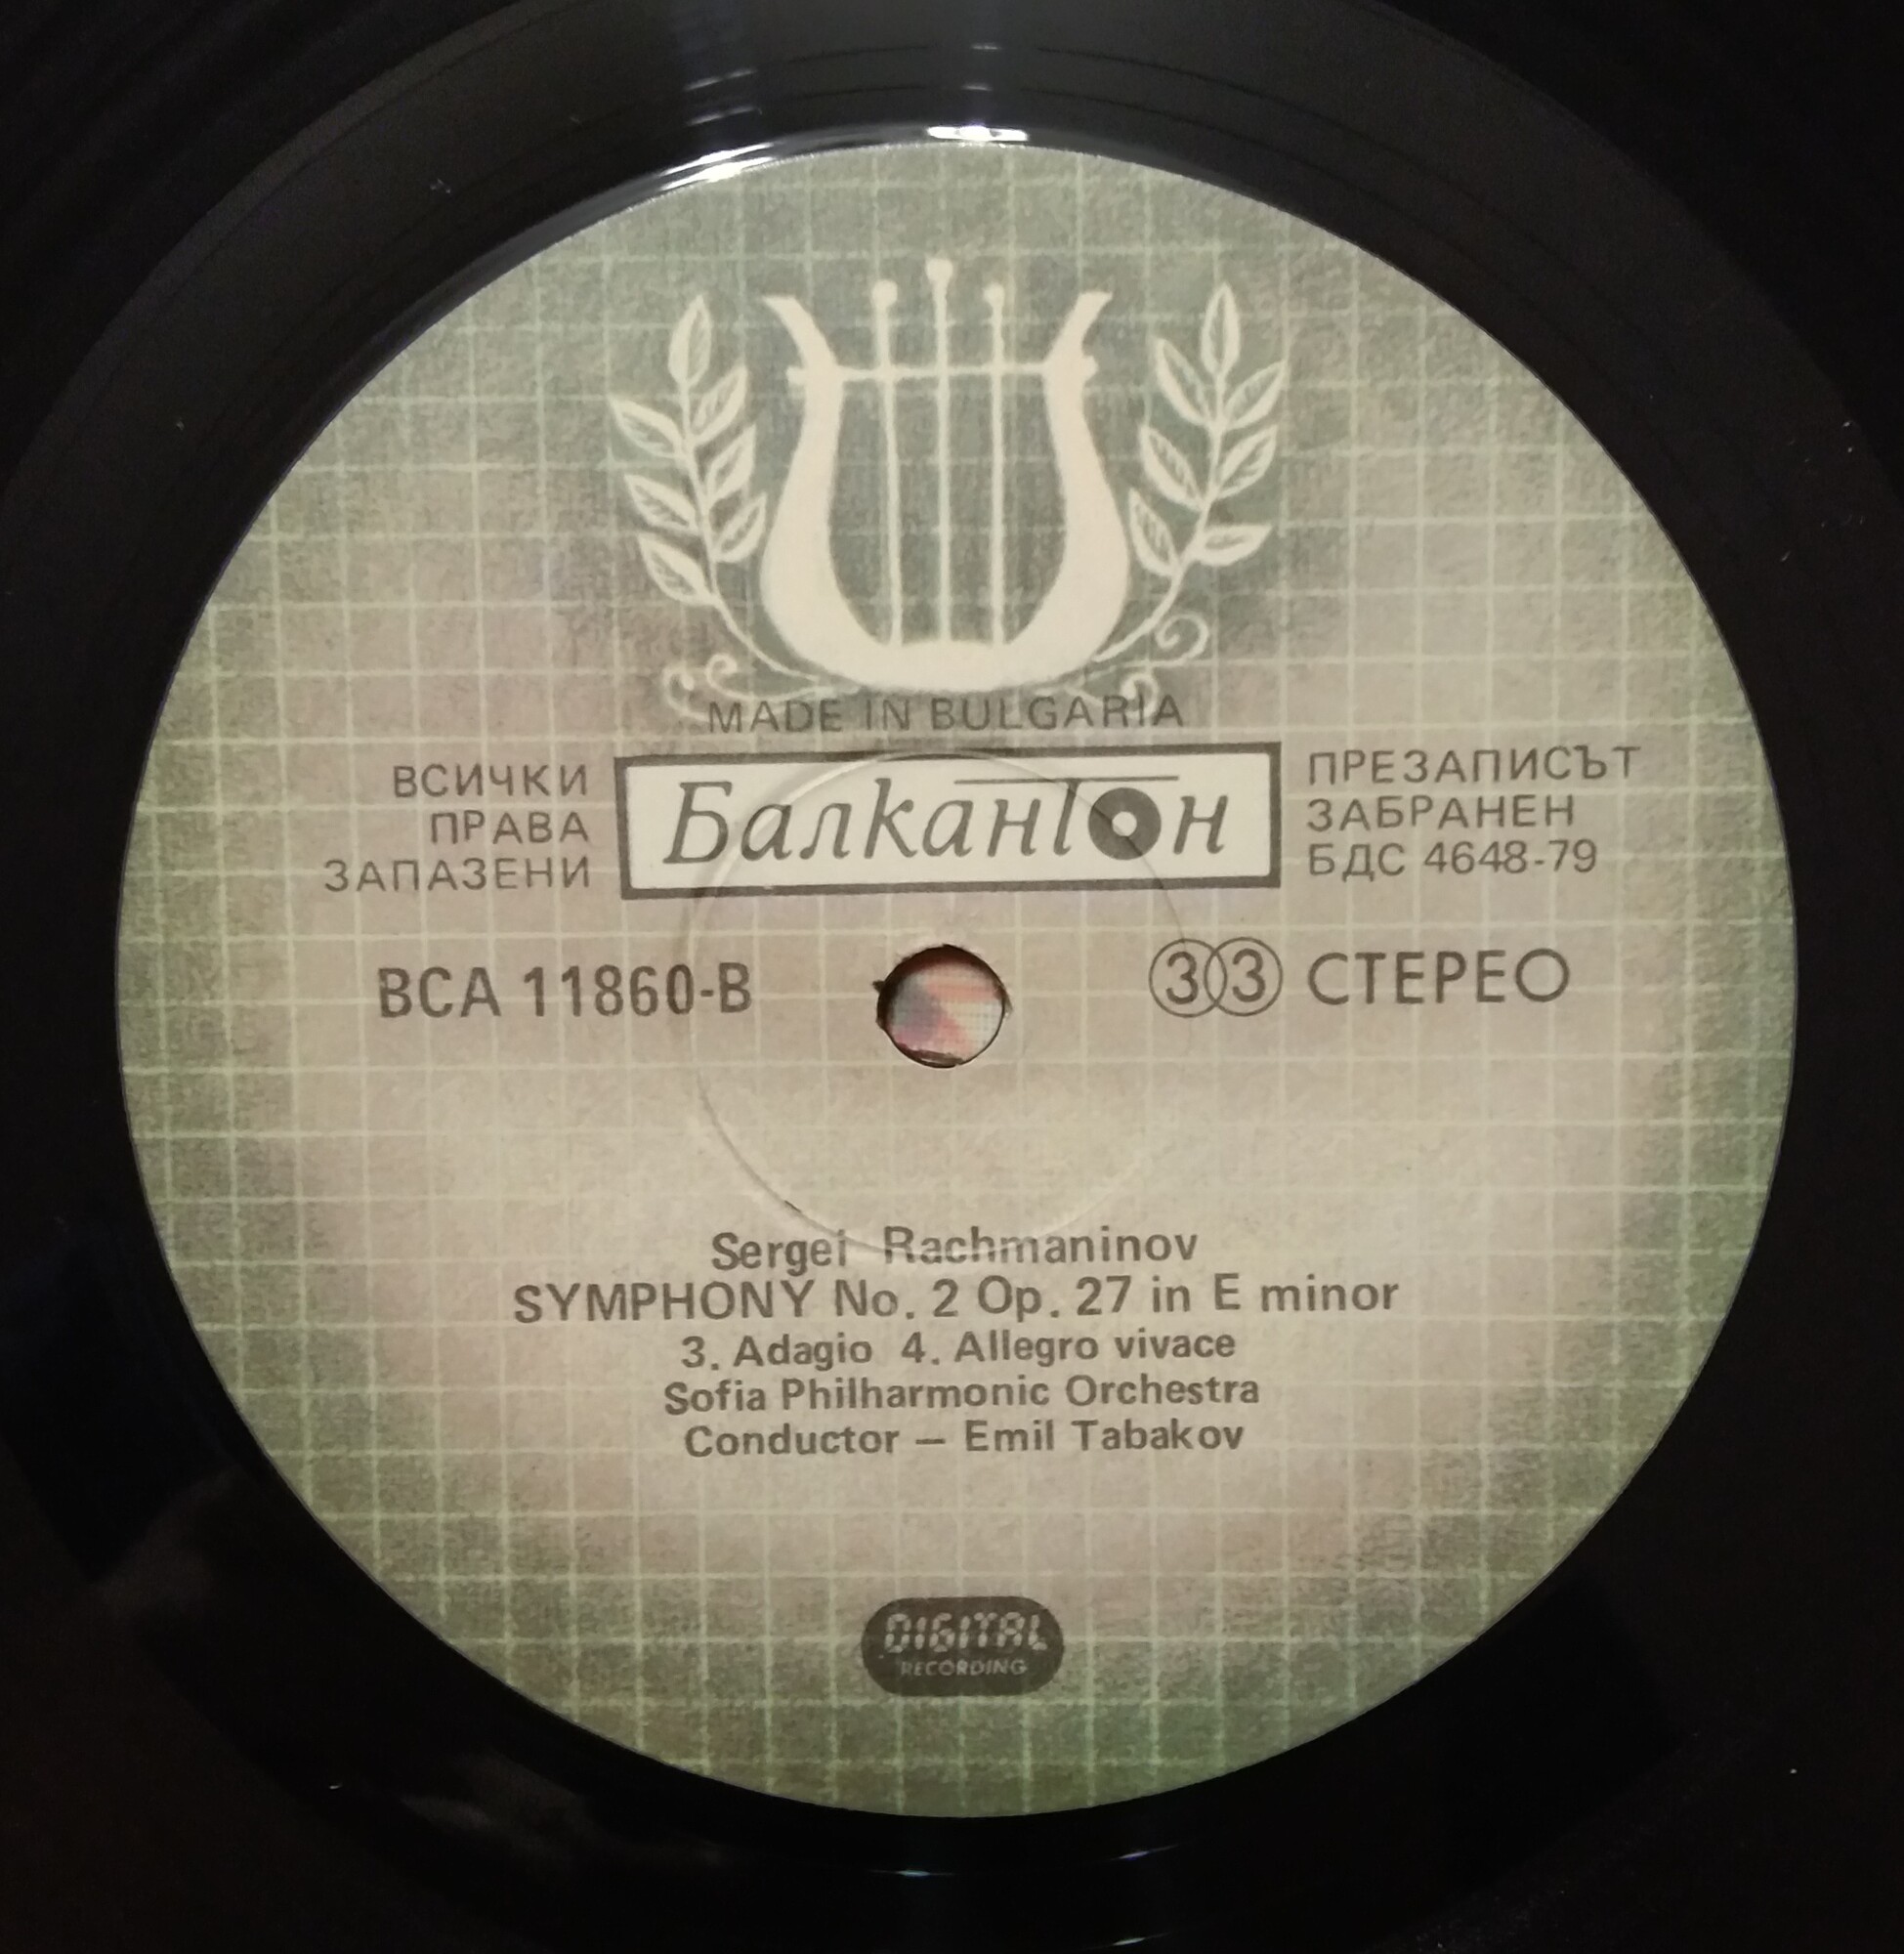 MADE IN BULGARIA
ВСИЧКИ
ПРАВА
ЗАПАЗЕНИ
Балкантон
ПРЕЗАПИСЪТ
ЗАБРАНЕН
БДС 4648-79
ВСА 11860-В
33 СТЕРЕО
Sergei Rachmaninov
SYMPHONY No. 2 Op. 27 in E minor
3. Adagio 4. Allegro vivace
Sofia Philharmonic Orchestra
Conductor – Emil Tabakov
DIGITAL
RECORDING